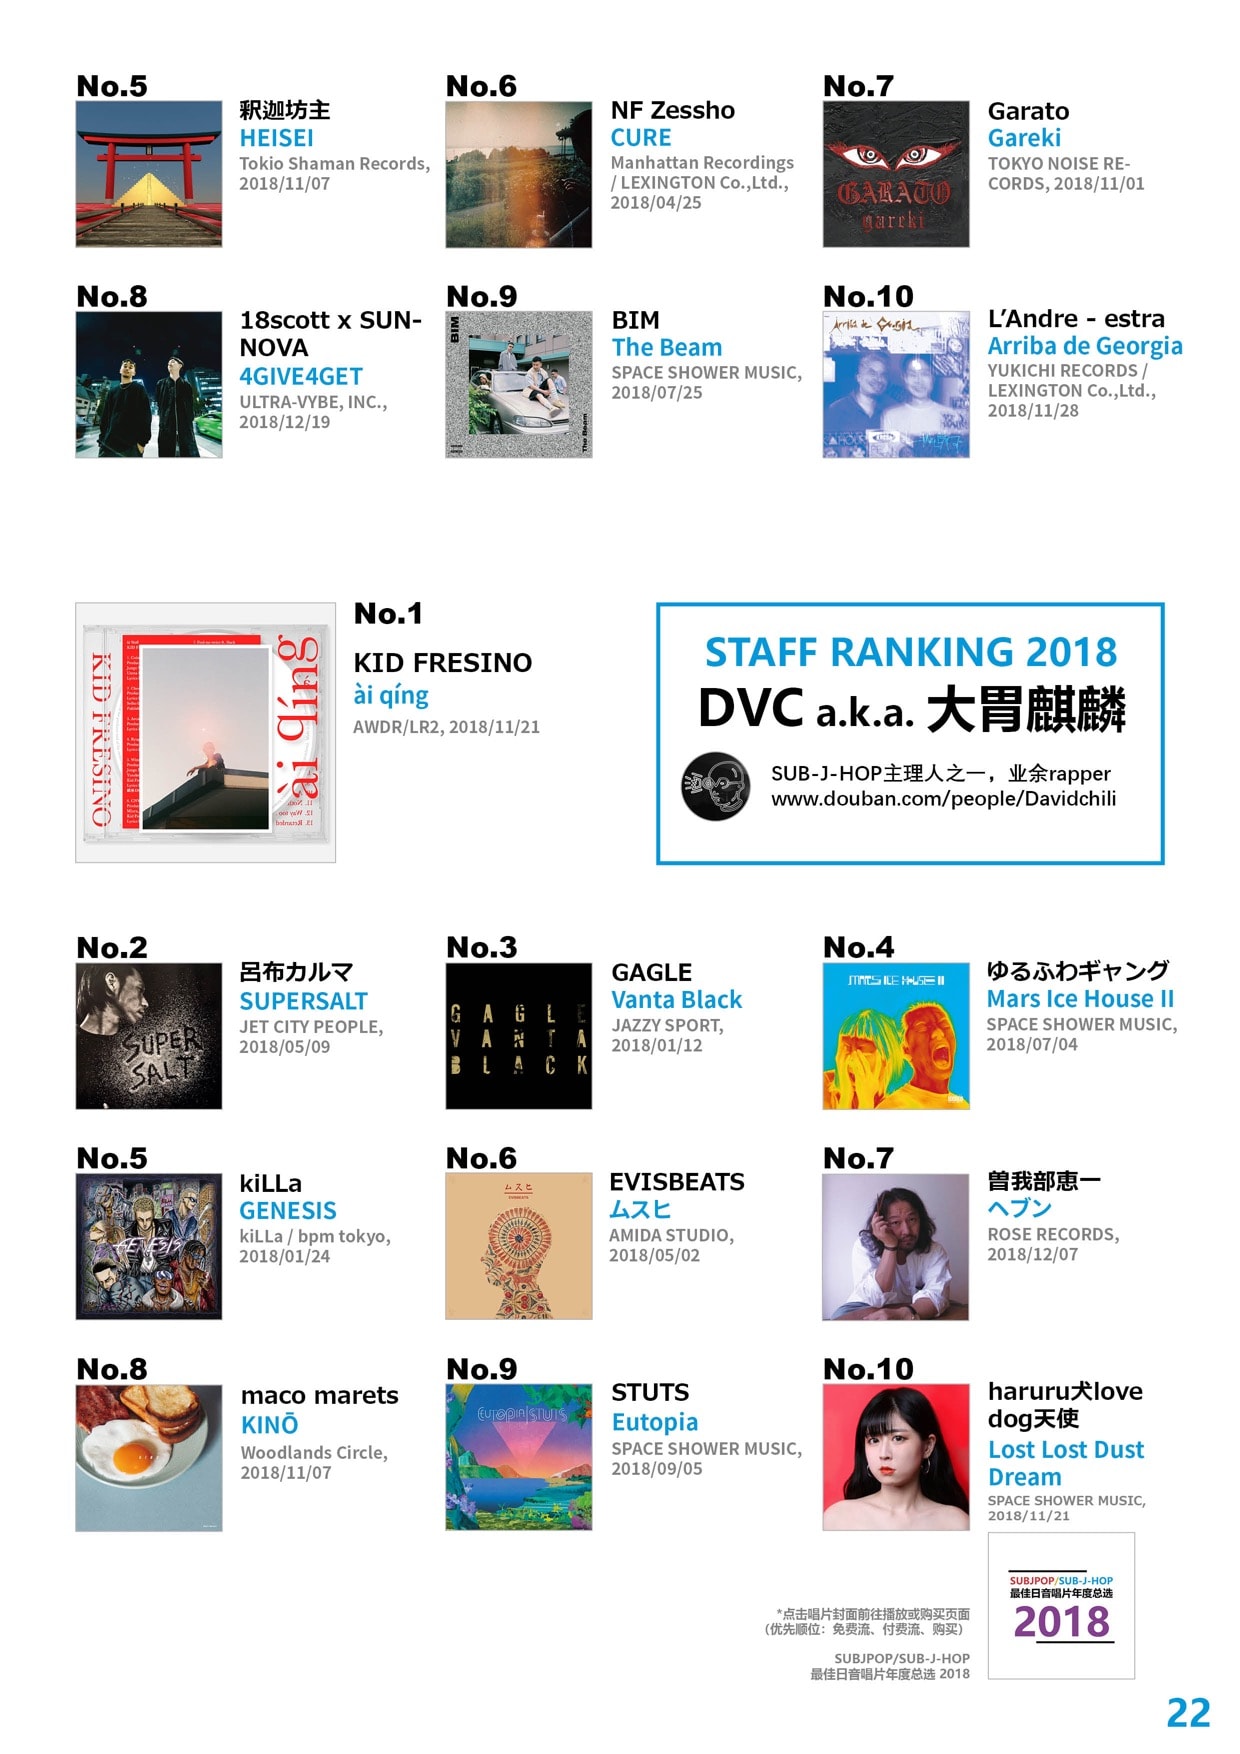 No.5
釈迦坊主
HEISEI
Tokio Shaman Records,
2018/11/07
No.6
NF Zessho
CURE
Manhattan Recordings
/ LEXINGTON Co.,Ltd.,
2018/04/25
No.7
GARATO
gareki
Garato
Gareki
TOKYO NOISE RE-
CORDS, 2018/11/01
No.8
18scott x SUN-
NOVA
4GIVE4GET
ULTRA-VYBE, INC.,
2018/12/19
No.9
BIM
The Beam
BIM
The Beam
SPACE SHOWER MUSIC,
2018/07/25
No.10
Arriba de Georgia
L’Andre - estra
Arriba de Georgia
YUKICHI RECORDS /
LEXINGTON Co.,Ltd.,
2018/11/28
No.1
KID FRESINO
ài qíng
KID FRESINO
ài qíng
AWDR/LR2, 2018/11/21
STAFF RANKING 2018
DVC a.k.a. 大胃麒麟
SUB-J-HOP主理人之一，业余rapper
www.douban.com/people/Davidchili
No.2
SUPER
SALT
呂布カルマ
SUPERSALT
JET CITY PEOPLE,
2018/05/09
No.3
GAGLE
VANTA
BLACK
GAGLE
Vanta Black
JAZZY SPORT,
2018/01/12
No.4
MARS ICE HOUSE II
ゆるふわギャング
Mars Ice House II
SPACE SHOWER MUSIC,
2018/07/04
No.5
GENESIS
kiLLa
GENESIS
kiLLa / bpm tokyo,
2018/01/24
No.6
ムスヒ
EVISBEATS
EVISBEATS
ムスヒ
AMIDA STUDIO,
2018/05/02
No.7
曽我部恵一
ヘブン
ROSE RECORDS,
2018/12/07
No.8
maco marets
KINŌ
Woodlands Circle,
2018/11/07
No.9
Eutopia|STUTS
STUTS
Eutopia
SPACE SHOWER MUSIC,
2018/09/05
No.10
haruru犬love
dog天使
Lost Lost Dust
Dream
SPACE SHOWER MUSIC,
2018/11/21
*点击唱片封面前往播放或购买页面
（优先顺位：免费流、付费流、购买）
SUBJPOP/SUB-J-HOP
最佳日音唱片年度总选 2018
SUBJPOP/SUB-J-HOP
最佳日音唱片年度总选
2018
22